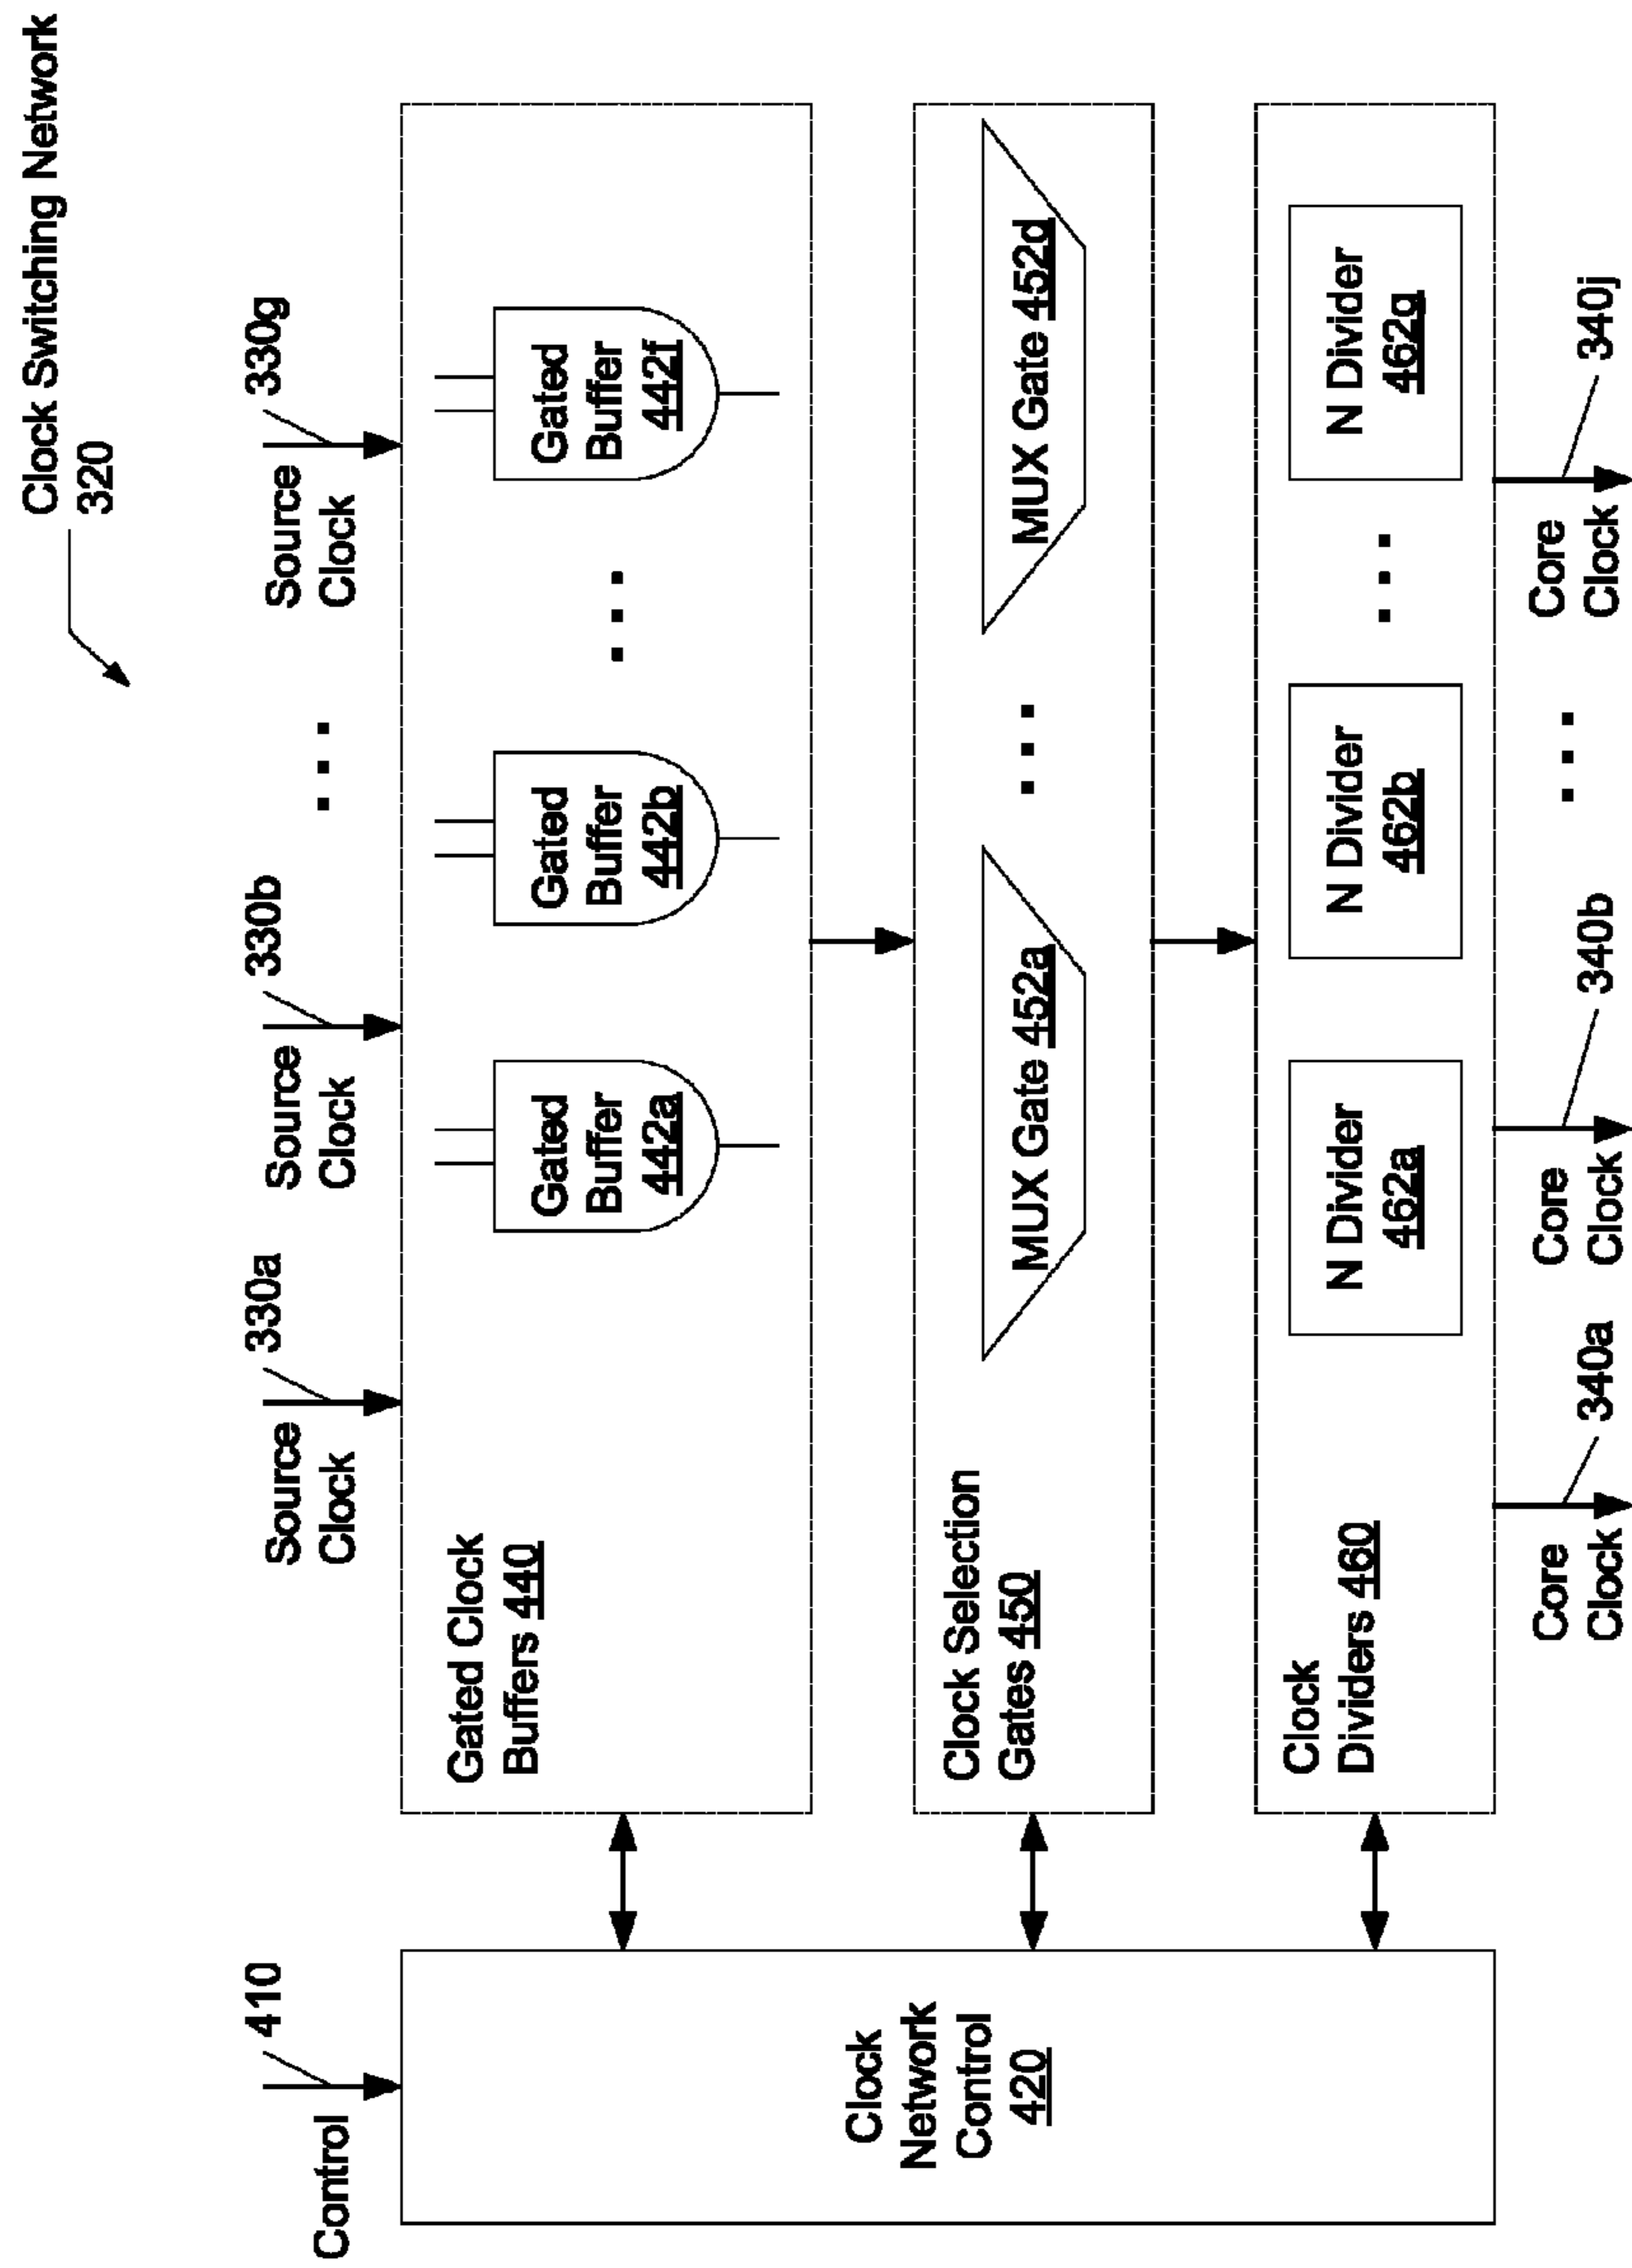 Clock Switching Network
320
Control
410
Source
Clock
330a
Source
Clock
330b
Source
Clock
330g
Clock
Network
Control
420
Gated Clock
Buffers 440
Gated
Buffer
442a
Gated
Buffer
442b
Gated
Buffer
442f
Clock Selection
Gates 450
MUX Gate 452a
MUX Gate 452d
Clock
Dividers 460
N Divider
462a
N Divider
462b
N Divider
462g
Core
Clock
340a
Core
Clock
340b
Core
Clock
340j